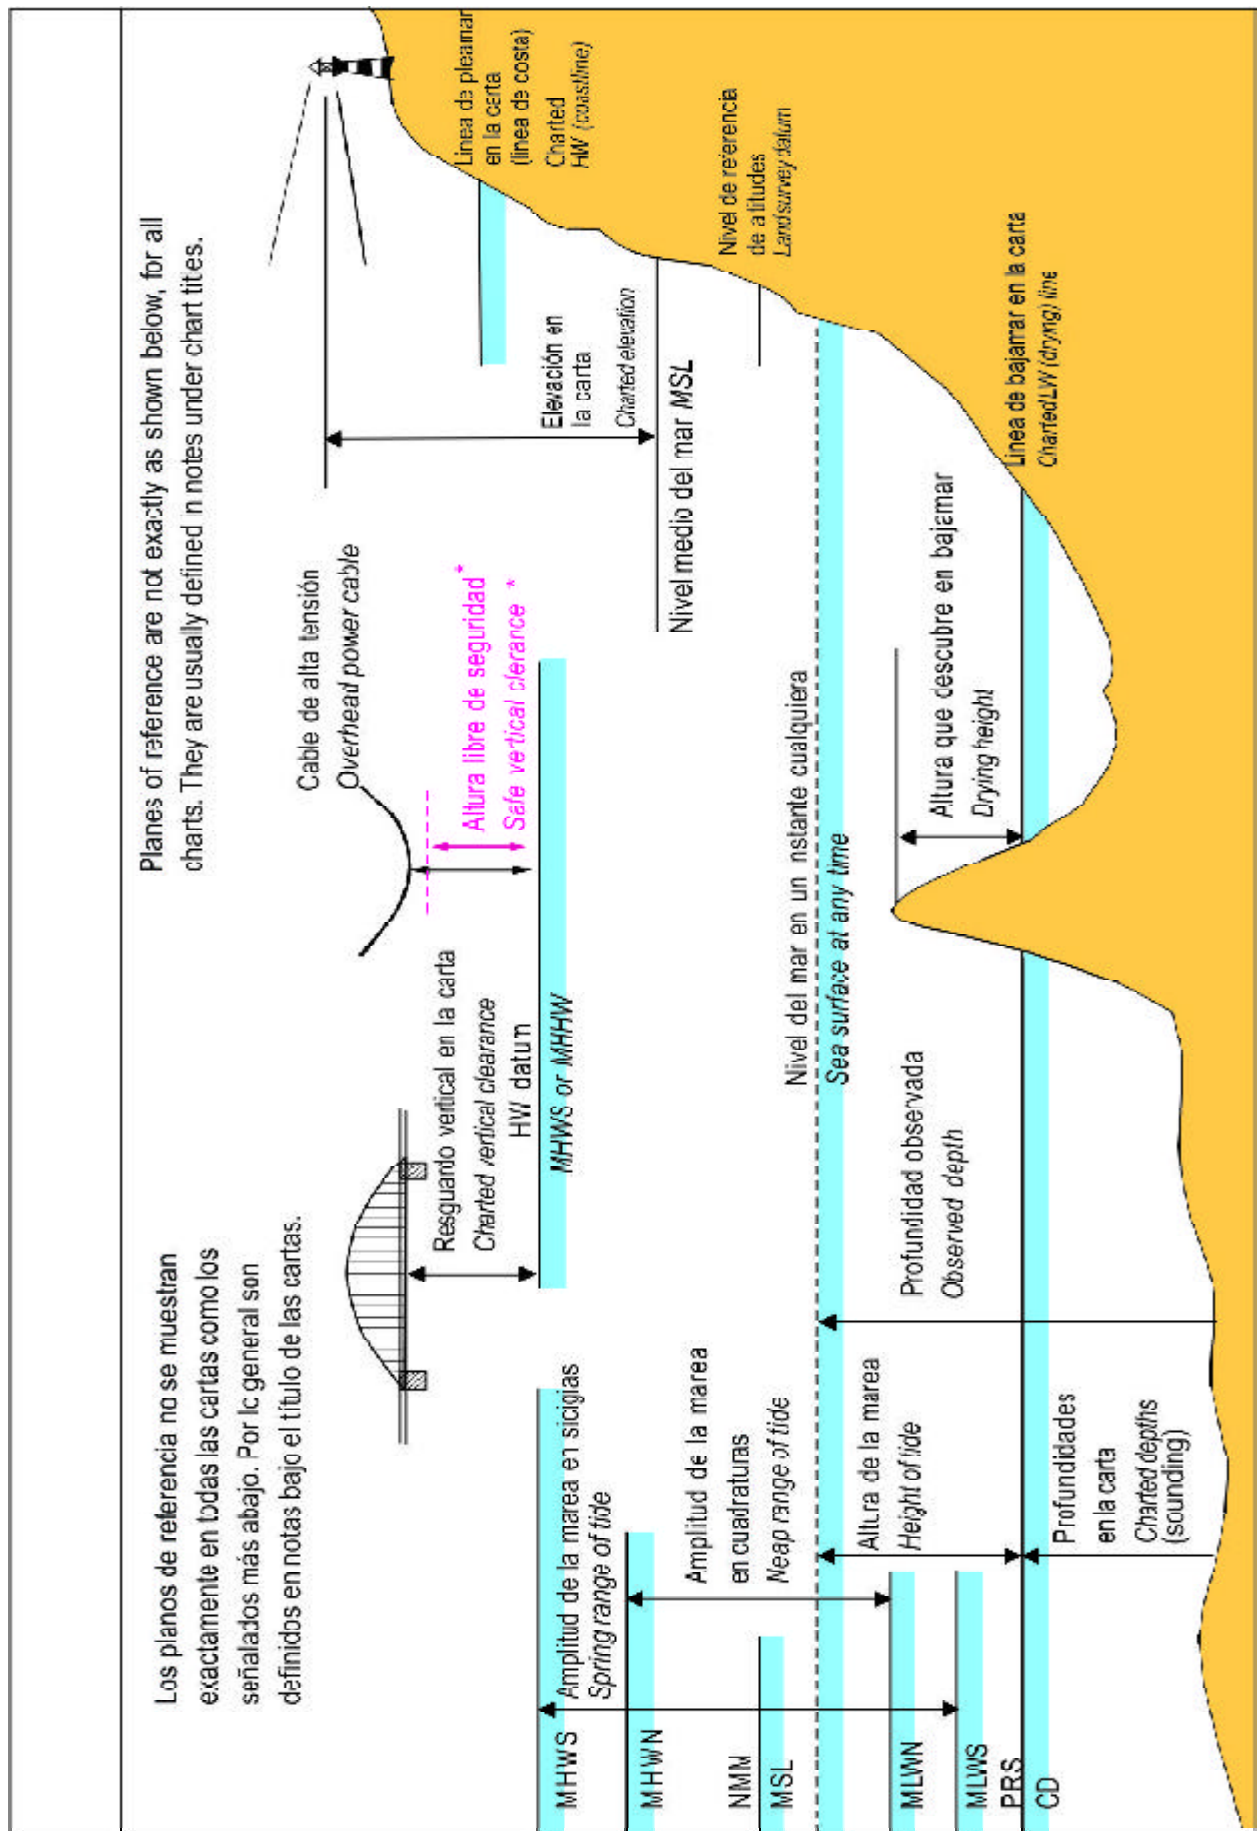 Los planos de referencia no se muestran
exactamente en todas las cartas como los
señalados más abajo. Por lo general son
definidos en notas bajo el título de las cartas.
Planes of reference are not exactly as shown below, for all
charts. They are usually defined in notes under chart tites.
Cable de alta tensión
Overhead power cable
Resguardo vertical en la carta
Charted vertical clearance
HW datum
MHWS or MHHW
Altura libre de seguridad*
Safe vertical clerance *
Elevación en
la carta
Charted elevation
Nivel medio del mar MSL
Linea de pleamar
en la carta
(linea de costa)
Charted
HW (coastline)
Nivel de referencia
de altitudes
Land survey datum
MHWS
Amplitud de la marea en sicigias
Spring range of tide
MHWN
Amplitud de la marea
en cuadraturas
Neap range of tide
NMM
MSL
Nivel del mar en un instante cualquiera
Sea surface at any time
MLWN
Altura de la marea
Height of tide
Profundidad observada
Observed depth
Altura que descubre en bajamar
Drying height
MLWS
PRS
CD
Profundidades
en la carta
Charted depths
(sounding)
Linea de bajamar en la carta
Charted LW (drying) line